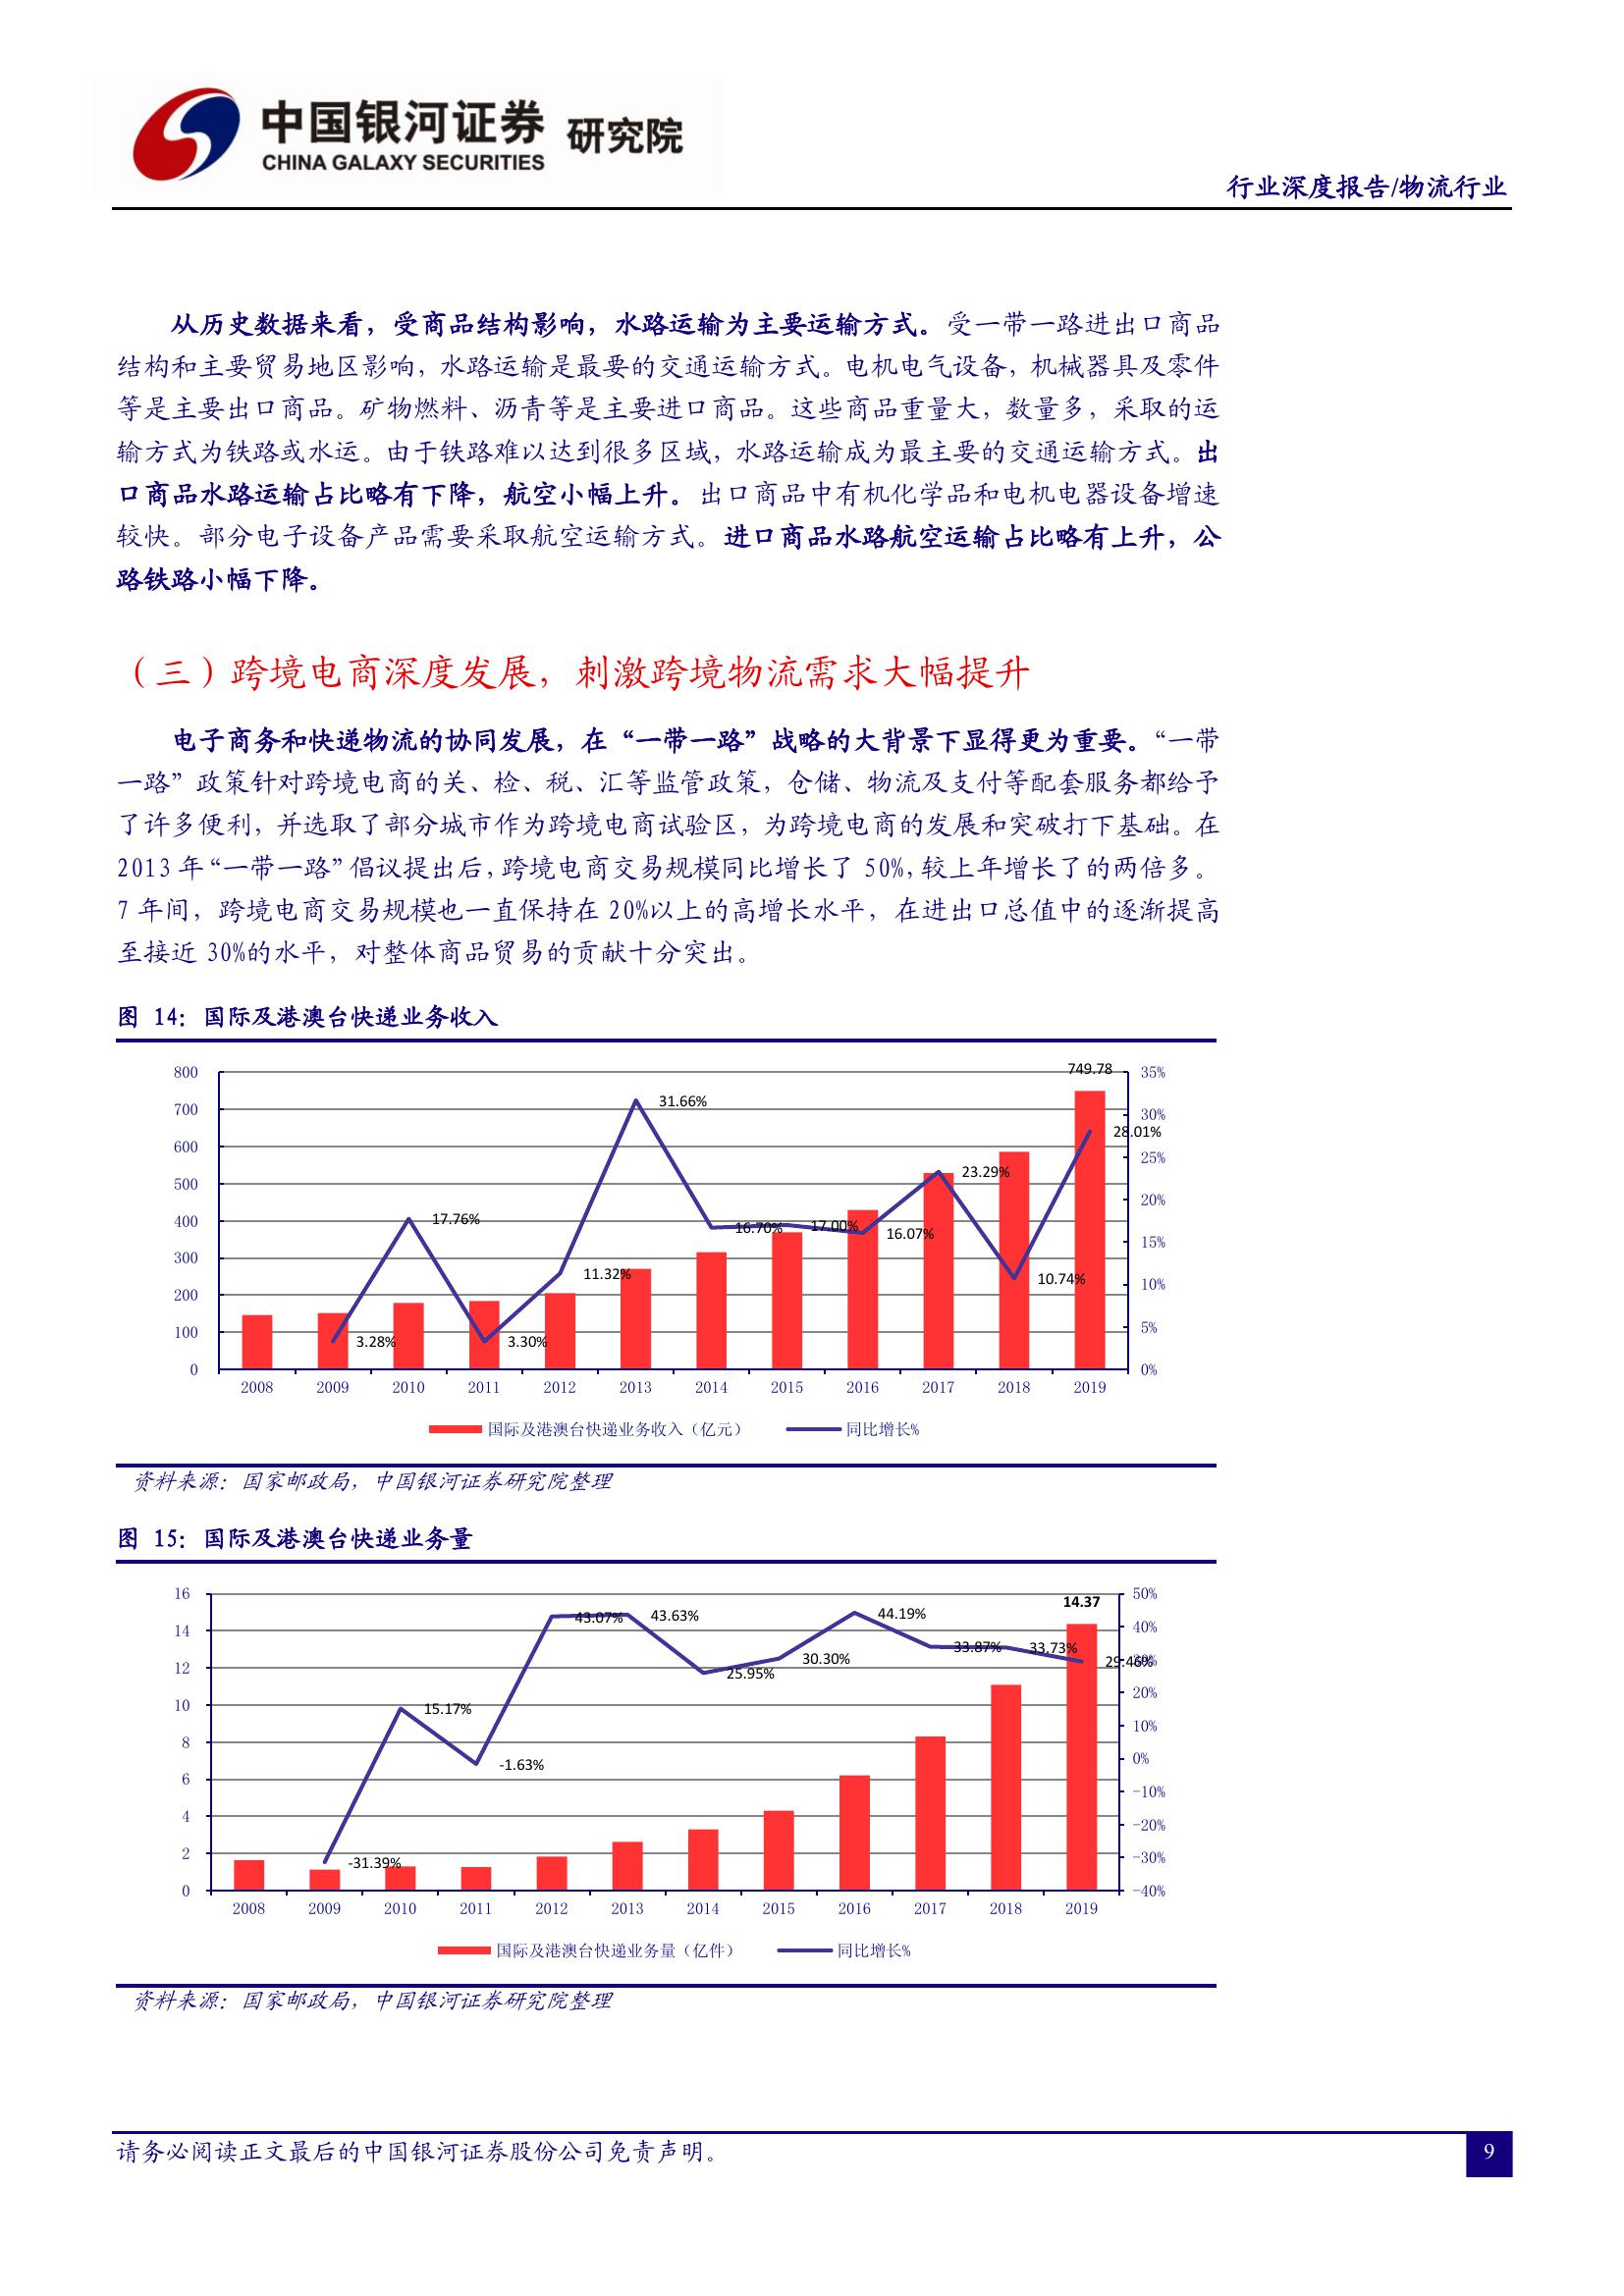 中国银河证券 研究院
CHINA GALAXY SECURITIES
行业深度报告/物流行业
从历史数据来看，受商品结构影响，水路运输为主要运输方式。受一带一路进出口商品
结构和主要贸易地区影响，水路运输是最要的交通运输方式。电机电气设备，机械器具及零件
等是主要出口商品。矿物燃料、沥青等是主要进口商品。这些商品重量大，数量多，采取的运
输方式为铁路或水运。由于铁路难以达到很多区域，水路运输成为最主要的交通运输方式。出
口商品水路运输占比略有下降，航空小幅上升。出口商品中有机化学品和电机电器设备增速
较快。部分电子设备产品需要采取航空运输方式。进口商品水路航空运输占比略有上升，公
路铁路小幅下降。
（三）跨境电商深度发展，刺激跨境物流需求大幅提升
电子商务和快递物流的协同发展，在“一带一路”战略的大背景下显得更为重要。“一带
一路”政策针对跨境电商的关、检、税、汇等监管政策，仓储、物流及支付等配套服务都给予
了许多便利，并选取了部分城市作为跨境电商试验区，为跨境电商的发展和突破打下基础。在
2013 年“一带一路”倡议提出后，跨境电商交易规模同比增长了 50%，较上年增长了的两倍多。
7 年间，跨境电商交易规模也一直保持在 20%以上的高增长水平，在进出口总值中的逐渐提高
至接近 30%的水平，对整体商品贸易的贡献十分突出。
图 14：国际及港澳台快递业务收入
800 749.78 35%
700 31.66% 30%
600 28.01% 25%
500 23.29% 20%
400 17.76% 16.70% 17.00% 16.07% 15%
300 11.32% 10.74% 10%
200 5%
100 3.28% 3.30%
0 0%
2008 2009 2010 2011 2012 2013 2014 2015 2016 2017 2018 2019
国际及港澳台快递业务收入（亿元） 同比增长%
资料来源：国家邮政局，中国银河证券研究院整理
图 15：国际及港澳台快递业务量
16 14.37 50%
14 43.07% 43.63% 44.19% 40%
12 25.95% 30.30% 33.87% 33.73% 29.46% 30%
10 15.17% 20%
10%
8 -1.63% 0%
6 -10%
4 -20%
2 -31.39% -30%
0 -40%
2008 2009 2010 2011 2012 2013 2014 2015 2016 2017 2018 2019
国际及港澳台快递业务量（亿件） 同比增长%
资料来源：国家邮政局，中国银河证券研究院整理
请务必阅读正文最后的中国银河证券股份公司免责声明。
9